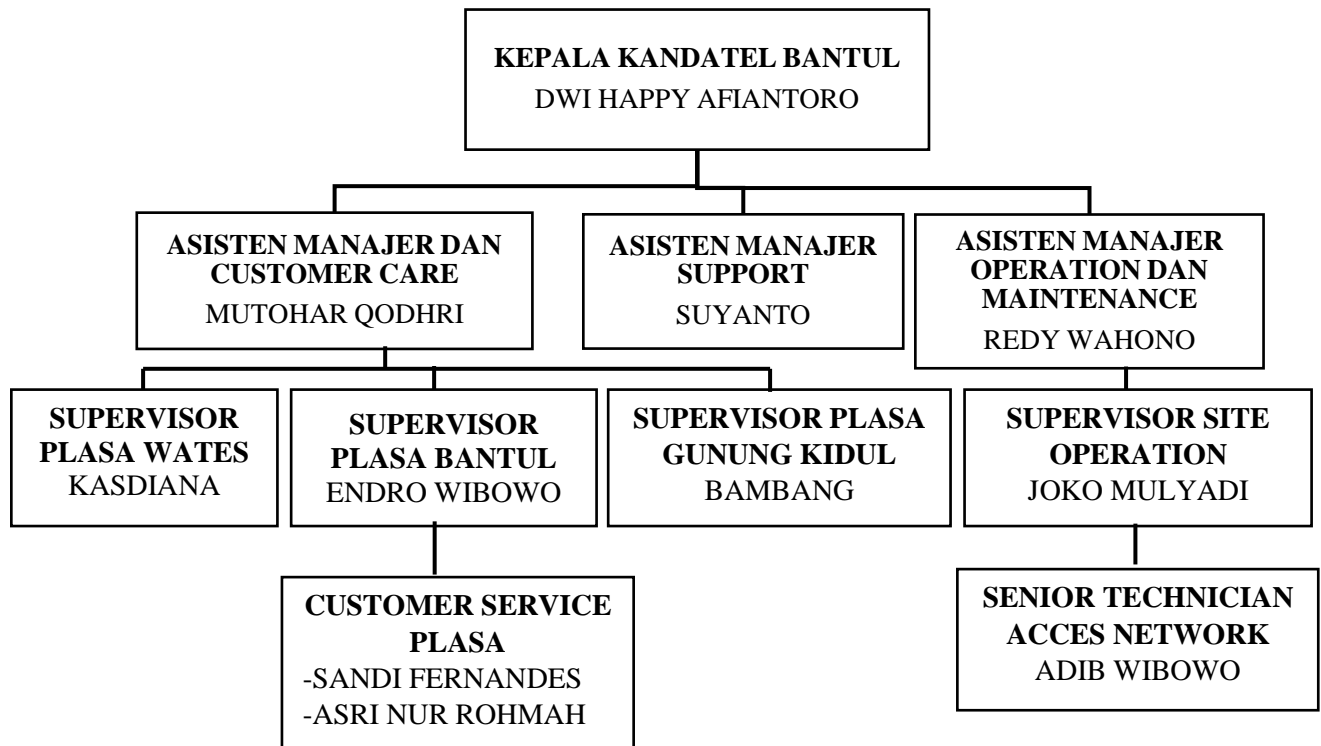 KEPALA KANDATEL BANTUL
DWI HAPPY AFIANTORO
ASISTEN MANAJER DAN
CUSTOMER CARE
MUTOHAR QODHRI
ASISTEN MANAJER
SUPPORT
SUYANTO
ASISTEN MANAJER
OPERATION DAN
MAINTENANCE
REDY WAHONO
SUPERVISOR
PLASA WATES
KASDIANA
SUPERVISOR
PLASA BANTUL
ENDRO WIBOWO
SUPERVISOR PLASA
GUNUNG KIDUL
BAMBANG
SUPERVISOR SITE
OPERATION
JOKO MULYADI
CUSTOMER SERVICE
PLASA
-SANDI FERNANDES
-ASRI NUR ROHMAH
SENIOR TECHNICIAN
ACCES NETWORK
ADIB WIBOWO